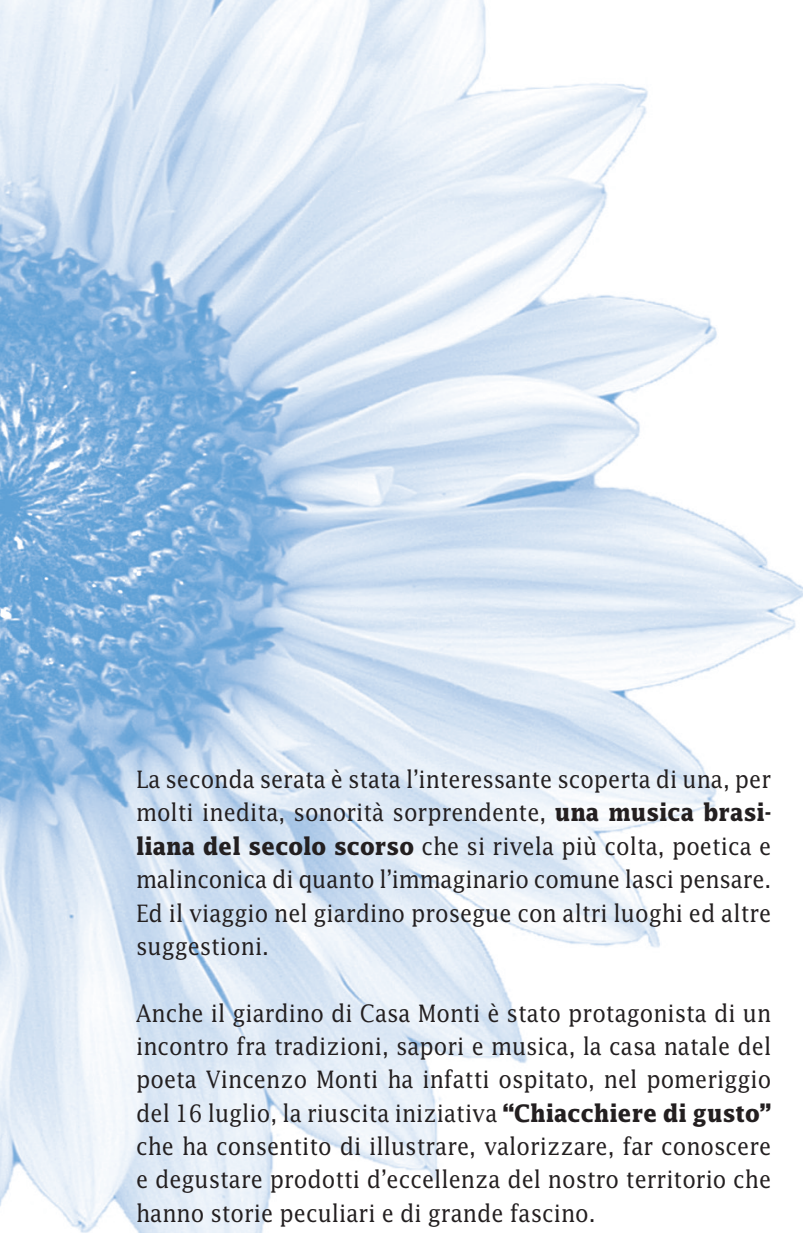 La seconda serata è stata l’interessante scoperta di una, per
molti inedita, sonorità sorprendente, una musica brasi-
liana del secolo scorso che si rivela più colta, poetica e
malinconica di quanto l’immaginario comune lasci pensare.
Ed il viaggio nel giardino prosegue con altri luoghi ed altre
suggestioni.

Anche il giardino di Casa Monti è stato protagonista di un
incontro fra tradizioni, sapori e musica, la casa natale del
poeta Vincenzo Monti ha infatti ospitato, nel pomeriggio
del 16 luglio, la riuscita iniziativa “Chiacchiere di gusto”
che ha consentito di illustrare, valorizzare, far conoscere
e degustare prodotti d’eccellenza del nostro territorio che
hanno storie peculiari e di grande fascino.